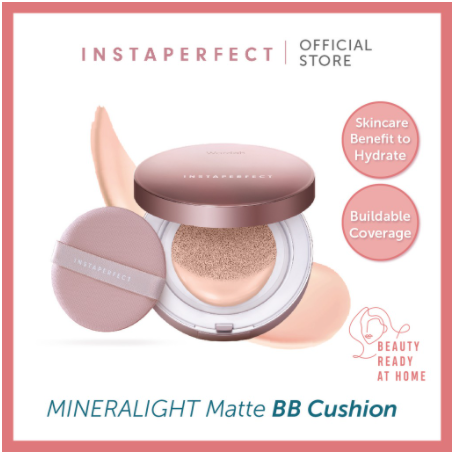 INSTAPERFECT
OFFICIAL
STORE
Skincare
Benefit to
Hydrate
INSTAPERFECT
Buildable
Coverage
INSTAPERFECT
BEAUTY
READY
AT HOME
MINERALIGHT Matte BB Cushion